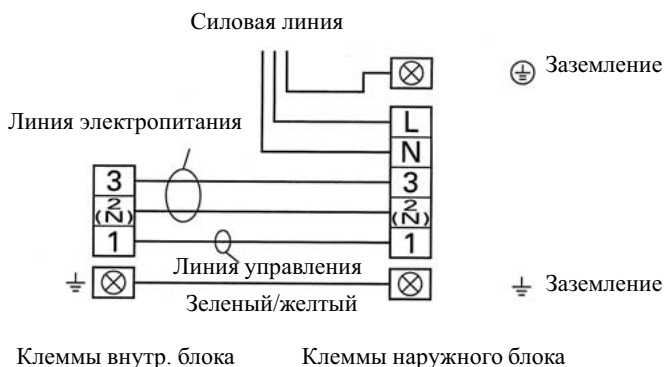 Силовая линия
Заземление
Линия электропитания
L
N
3 3
2(N) 2(N)
1 1
Линия управления
Зеленый/желтый
Заземление
Клеммы внутр. блока Клеммы наружного блока